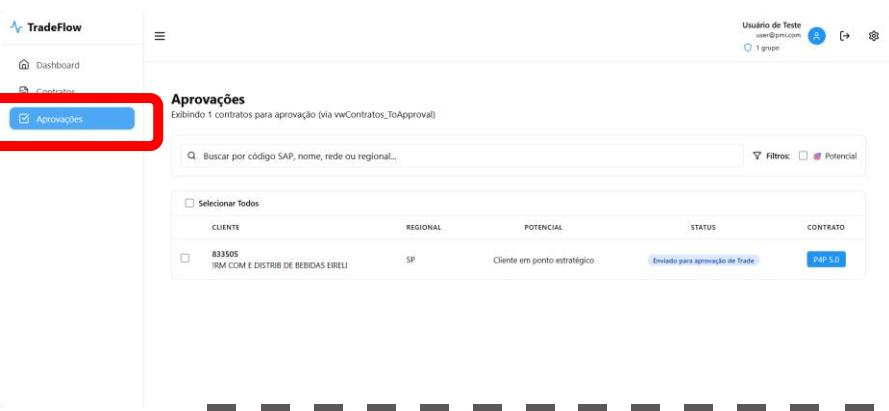 TradeFlow
Usuário de Teste
user@pmi.com
1 grupo
Dashboard
Contratos
Aprovações
Aprovações
Exibindo 1 contratos para aprovação (via vwContratos_ToApproval)
Buscar por código SAP, nome, rede ou regional...
Filtros: Potencial
Selecionar Todos
CLIENTE REGIONAL POTENCIAL STATUS CONTRATO
833505
!RM COM E DISTRIB DE BEBIDAS EIRELI SP Cliente em ponto estratégico Enviado para aprovação de Trade P4P 5.0